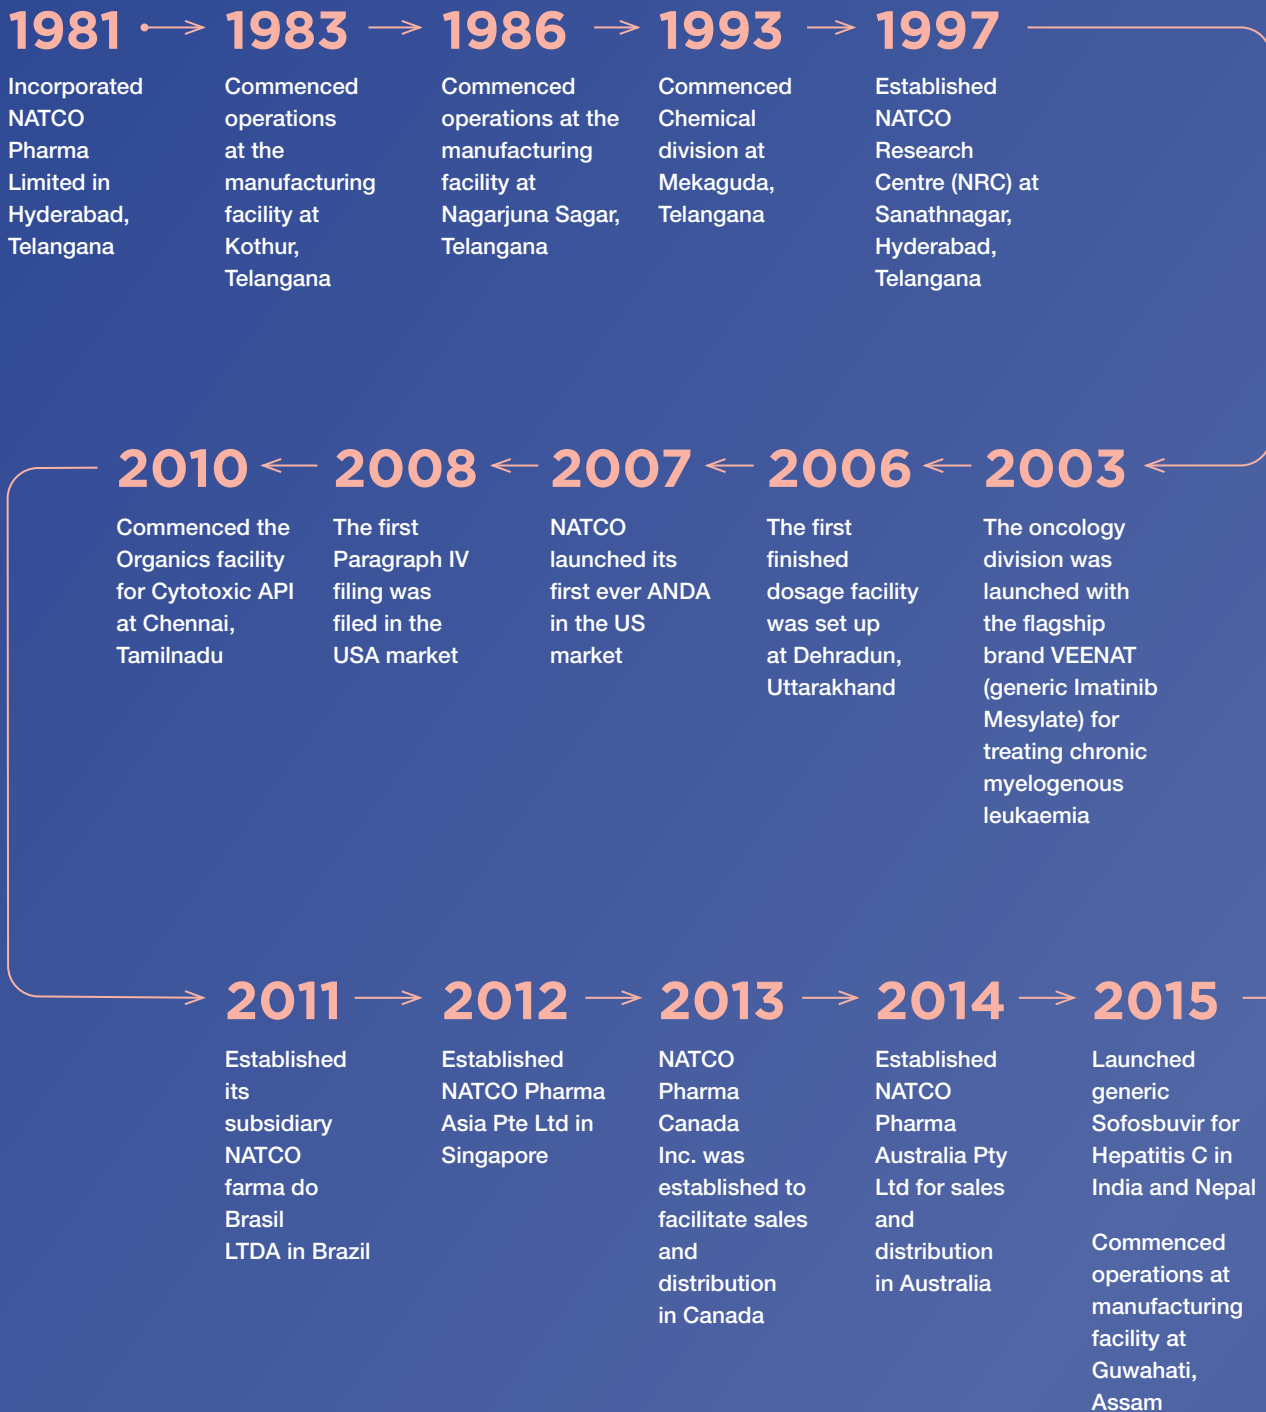 1981
Incorporated
NATCO
Pharma
Limited in
Hyderabad,
Telangana
1983
Commenced
operations
at the
manufacturing
facility at
Kothur,
Telangana
1986
Commenced
operations at the
manufacturing
facility at
Nagarjuna Sagar,
Telangana
1993
Commenced
Chemical
division at
Mekaguda,
Telangana
1997
Established
NATCO
Research
Centre (NRC) at
Sanathnagar,
Hyderabad,
Telangana
2003
The oncology
division was
launched with
the flagship
brand VEENAT
(generic Imatinib
Mesylate) for
treating chronic
myelogenous
leukaemia
2006
The first
finished
dosage facility
was set up
at Dehradun,
Uttarakhand
2007
NATCO
launched its
first ever ANDA
in the US
market
2008
The first
Paragraph IV
filing was
filed in the
USA market
2010
Commenced the
Organics facility
for Cytotoxic API
at Chennai,
Tamilnadu
2011
Established
its
subsidiary
NATCO
farma do
Brasil
LTDA in Brazil
2012
Established
NATCO Pharma
Asia Pte Ltd in
Singapore
2013
NATCO
Pharma
Canada
Inc. was
established to
facilitate sales
and
distribution
in Canada
2014
Established
NATCO
Pharma
Australia Pty
Ltd for sales
and
distribution
in Australia
2015
Launched
generic
Sofosbuvir for
Hepatitis C in
India and Nepal
Commenced
operations at
manufacturing
facility at
Guwahati,
Assam